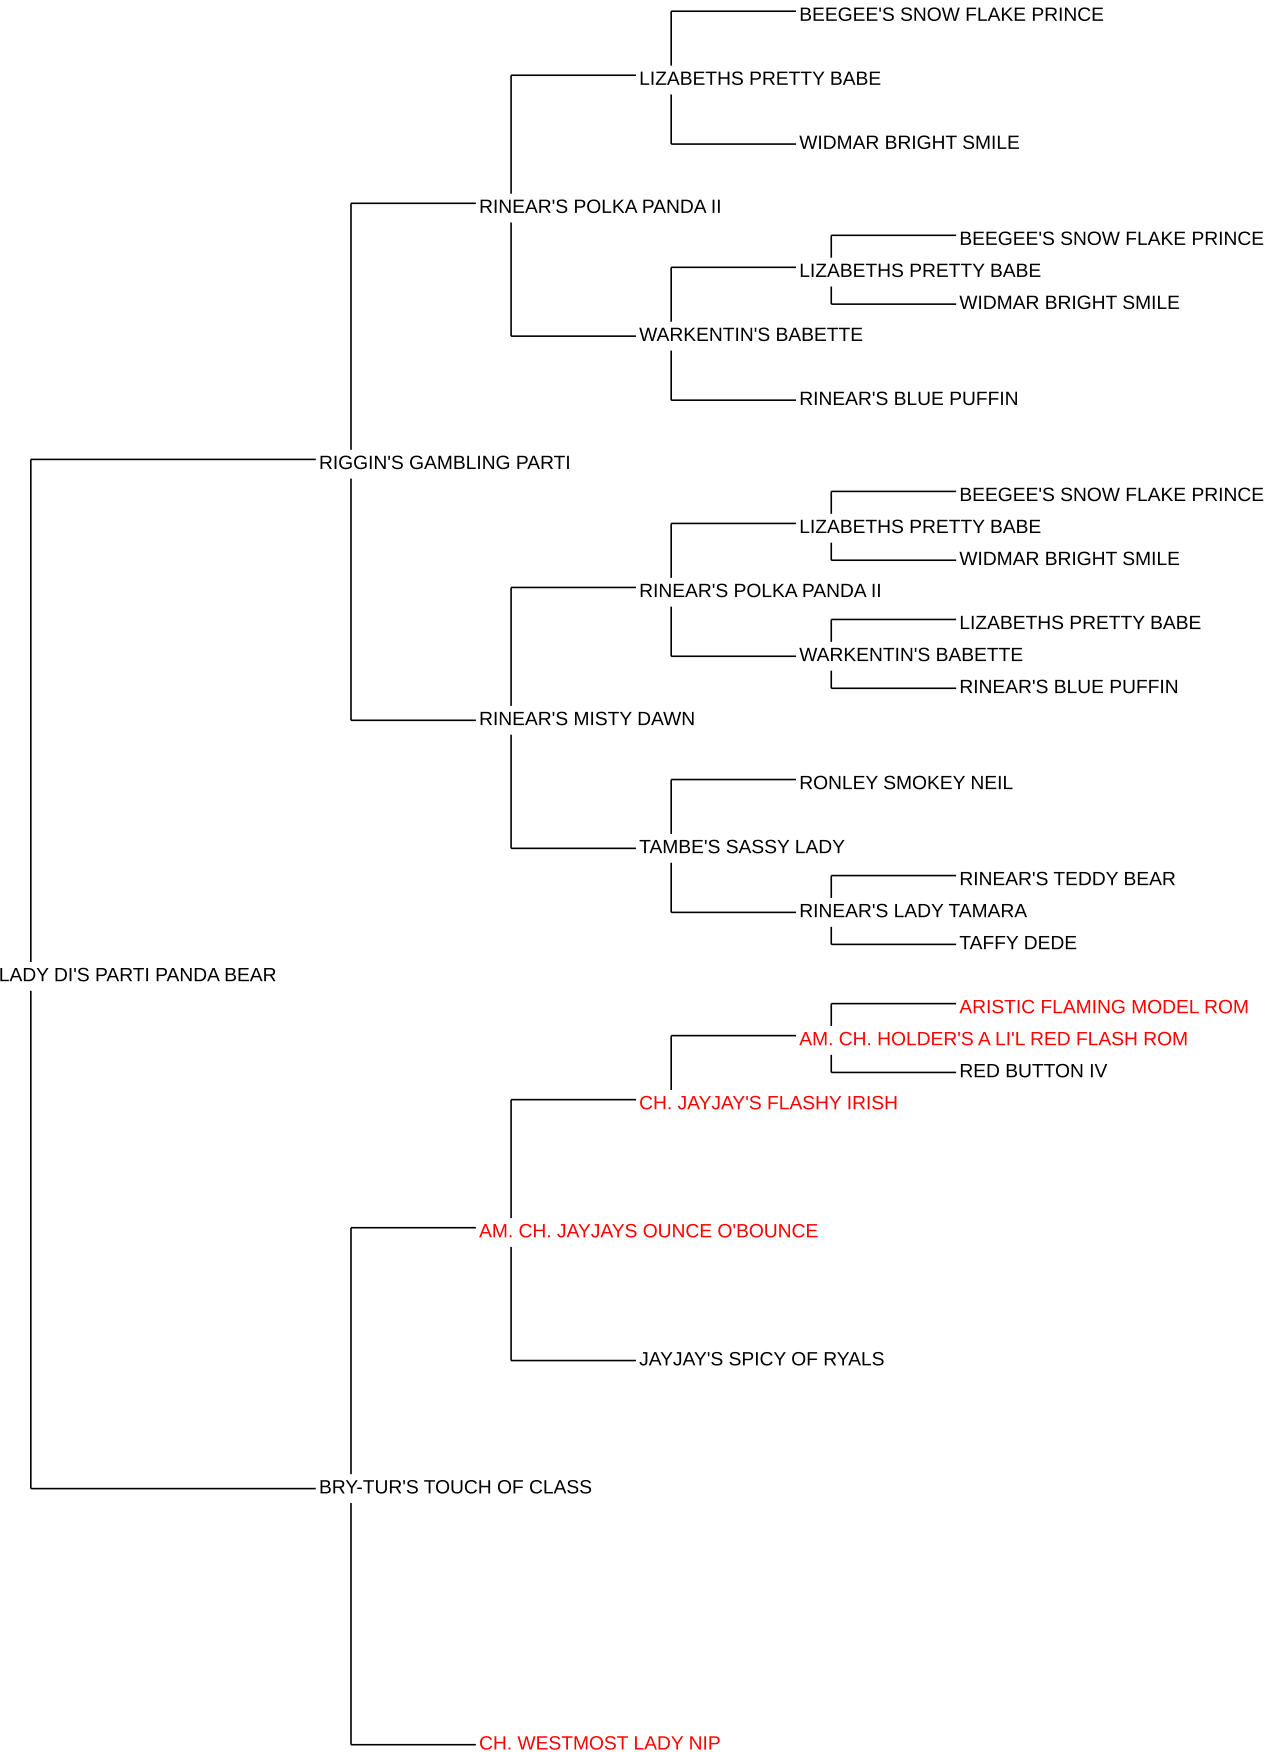 BEEGEE'S SNOW FLAKE PRINCE
LIZABETHS PRETTY BABE
WIDMAR BRIGHT SMILE
RINEAR'S POLKA PANDA II
BEEGEE'S SNOW FLAKE PRINCE
LIZABETHS PRETTY BABE
WIDMAR BRIGHT SMILE
WARKENTIN'S BABETTE
RINEAR'S BLUE PUFFIN
RIGGIN'S GAMBLING PARTI
BEEGEE'S SNOW FLAKE PRINCE
LIZABETHS PRETTY BABE
WIDMAR BRIGHT SMILE
RINEAR'S POLKA PANDA II
LIZABETHS PRETTY BABE
WARKENTIN'S BABETTE
RINEAR'S BLUE PUFFIN
RINEAR'S MISTY DAWN
RONLEY SMOKEY NEIL
TAMBE'S SASSY LADY
RINEAR'S TEDDY BEAR
RINEAR'S LADY TAMARA
TAFFY DEDE
LADY DI'S PARTI PANDA BEAR
ARISTIC FLAMING MODEL ROM
AM. CH. HOLDER'S A LI'L RED FLASH ROM
RED BUTTON IV
CH. JAYJAY'S FLASHY IRISH
AM. CH. JAYJAYS OUNCE O'BOUNCE
JAYJAY'S SPICY OF RYALS
BRY-TUR'S TOUCH OF CLASS
CH. WESTMOST LADY NIP